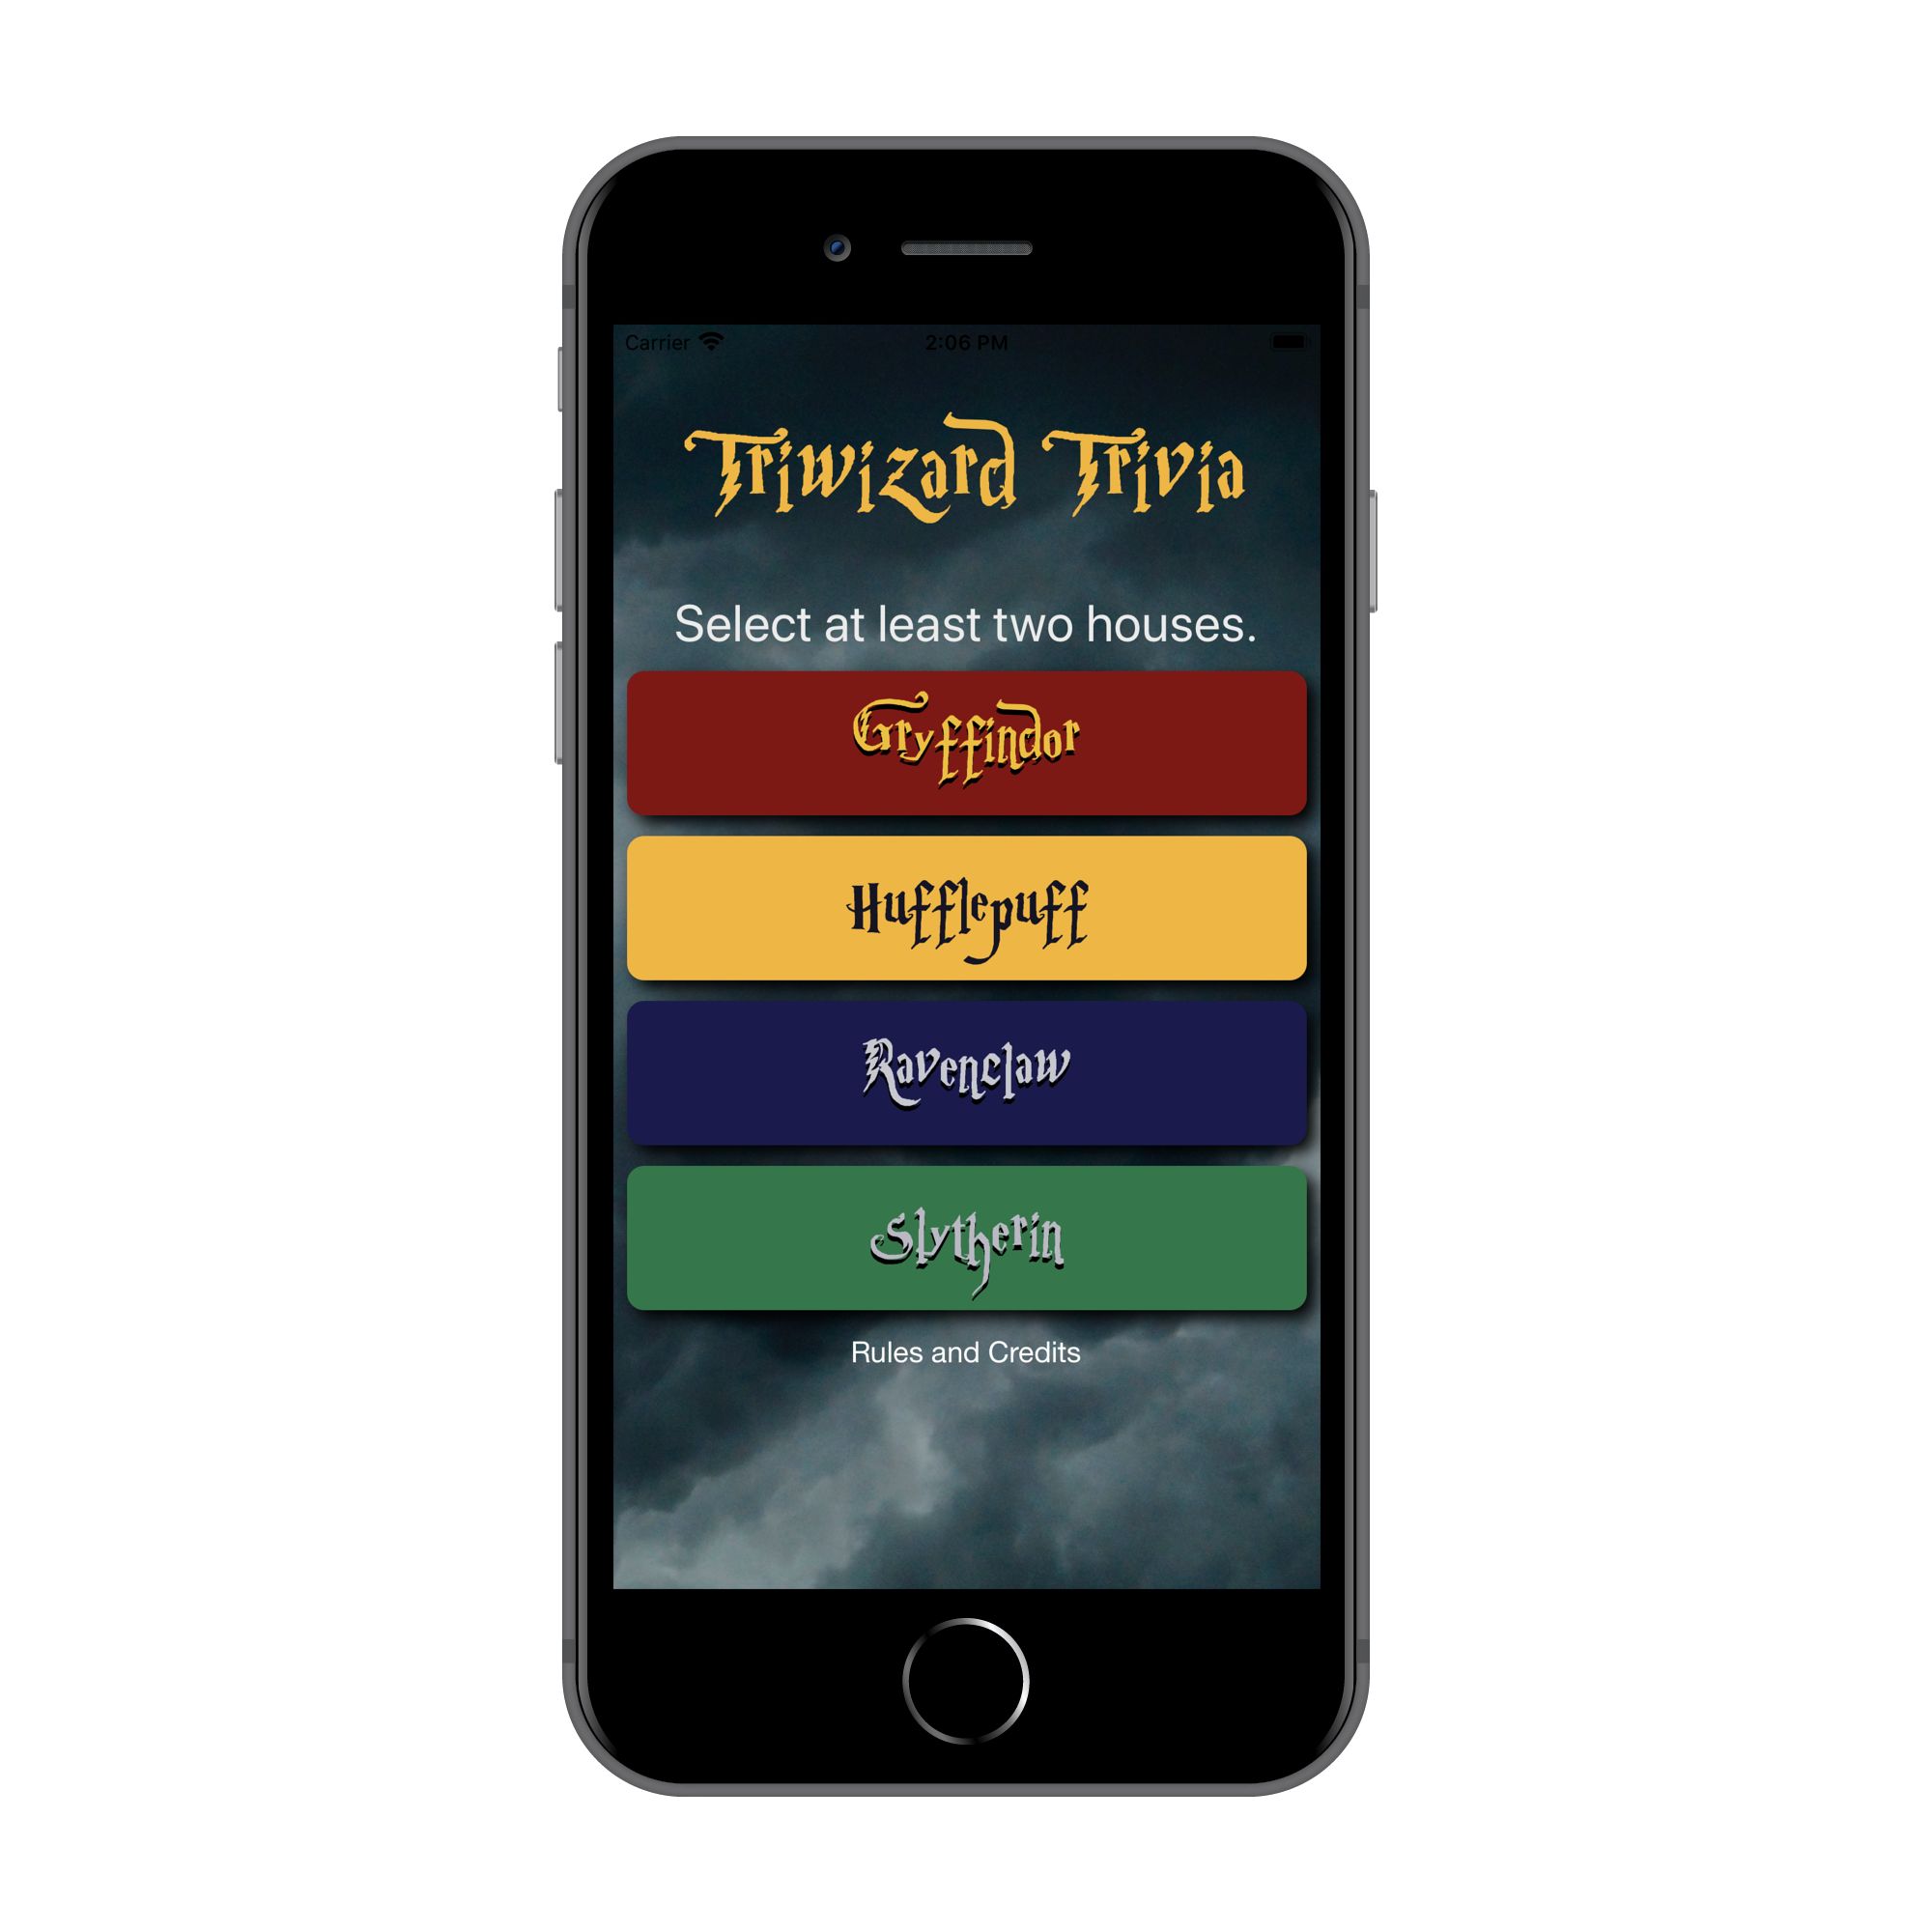 Carrier 2:06 PM
Triwizard Trivia
Select at least two houses.
Gryffindor
Hufflepuff
Ravenclaw
Slytherin
Rules and Credits